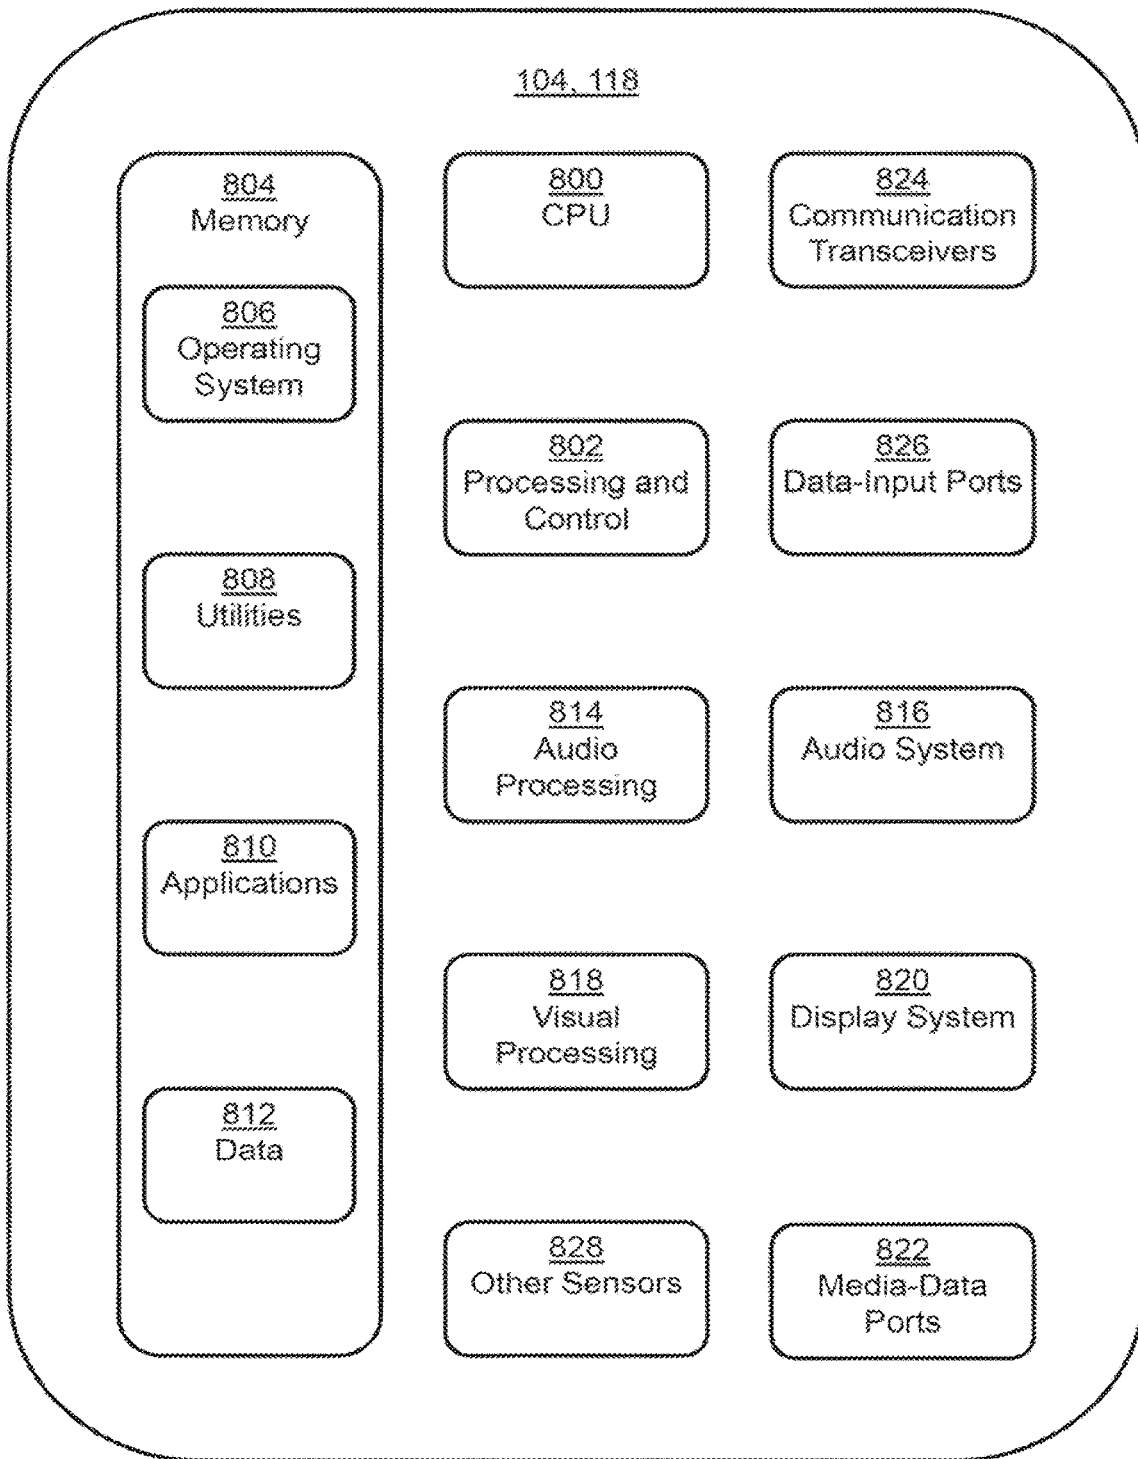 104, 118
804
Memory
806
Operating
System
808
Utilities
810
Applications
812
Data
800
CPU
802
Processing and
Control
814
Audio
Processing
818
Visual
Processing
828
Other Sensors
824
Communication
Transceivers
826
Data-Input Ports
816
Audio System
820
Display System
822
Media-Data
Ports